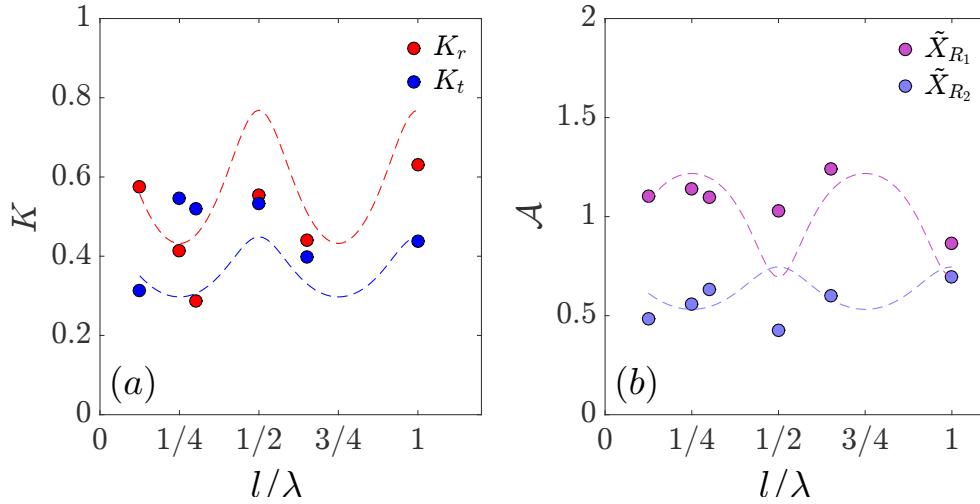 1
0.8
0.6
0.4
0.2
0
K
K_r
K_t
(a)
0 1/4 1/2 3/4 1
l/λ
2
1.5
1
0.5
0
𝒜
X̃_{R_1}
X̃_{R_2}
(b)
0 1/4 1/2 3/4 1
l/λ